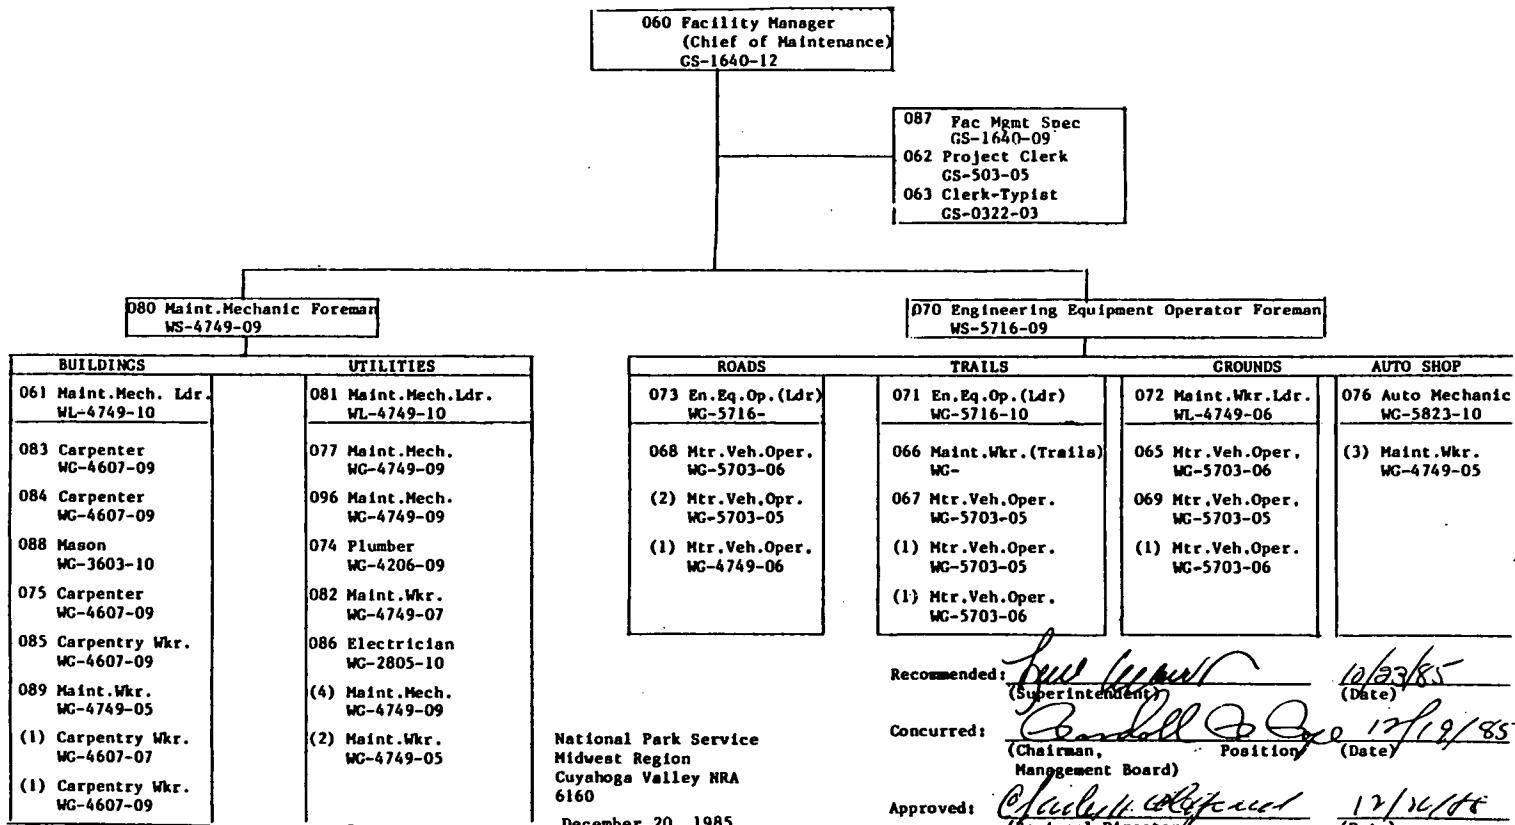 060 Facility Manager
(Chief of Maintenance)
GS-1640-12
087 Fac Mgmt Spec
GS-1640-09
062 Project Clerk
GS-503-05
063 Clerk-Typist
GS-0322-03
080 Maint.Mechanic Foreman
WS-4749-09
070 Engineering Equipment Operator Foreman
WS-5716-09
BUILDINGS
061 Maint.Mech. Ldr.
WL-4749-10
083 Carpenter
WG-4607-09
084 Carpenter
WG-4607-09
088 Mason
WG-3603-10
075 Carpenter
WG-4607-09
085 Carpentry Wkr.
WG-4607-09
089 Maint.Wkr.
WG-4749-05
(1) Carpentry Wkr.
WG-4607-07
(1) Carpentry Wkr.
WG-4607-09
UTILITIES
081 Maint.Mech.Ldr.
WL-4749-10
077 Maint.Mech.
WG-4749-09
096 Maint.Mech.
WG-4749-09
074 Plumber
WG-4206-09
082 Maint.Wkr.
WG-4749-07
086 Electrician
WG-2805-10
(4) Maint.Mech.
WG-4749-09
(2) Maint.Wkr.
WG-4749-05
ROADS
073 En.Eq.Op.(Ldr)
WG-5716-
068 Mtr.Veh.Oper.
WG-5703-06
(2) Mtr.Veh.Opr.
WG-5703-05
(1) Mtr.Veh.Oper.
WG-4749-06
TRAILS
071 En.Eq.Op.(Ldr)
WG-5716-10
066 Maint.Wkr.(Trails)
WG-
067 Mtr.Veh.Oper.
WG-5703-05
(1) Mtr.Veh.Oper.
WG-5703-05
(1) Mtr.Veh.Oper.
WG-5703-06
GROUNDS
072 Maint.Wkr.Ldr.
WL-4749-06
065 Mtr.Veh.Oper.
WG-5703-06
069 Mtr.Veh.Oper.
WG-5703-05
(1) Mtr.Veh.Oper.
WG-5703-06
AUTO SHOP
076 Auto Mechanic
WG-5823-10
(3) Maint.Wkr.
WG-4749-05
National Park Service
Midwest Region
Cuyahoga Valley NRA
6160
December 20, 1985
Recommended: 10/23/85
(Superintendent) (Date)
Concurred: 12/19/85
(Chairman, Position (Date)
Management Board)
Approved: